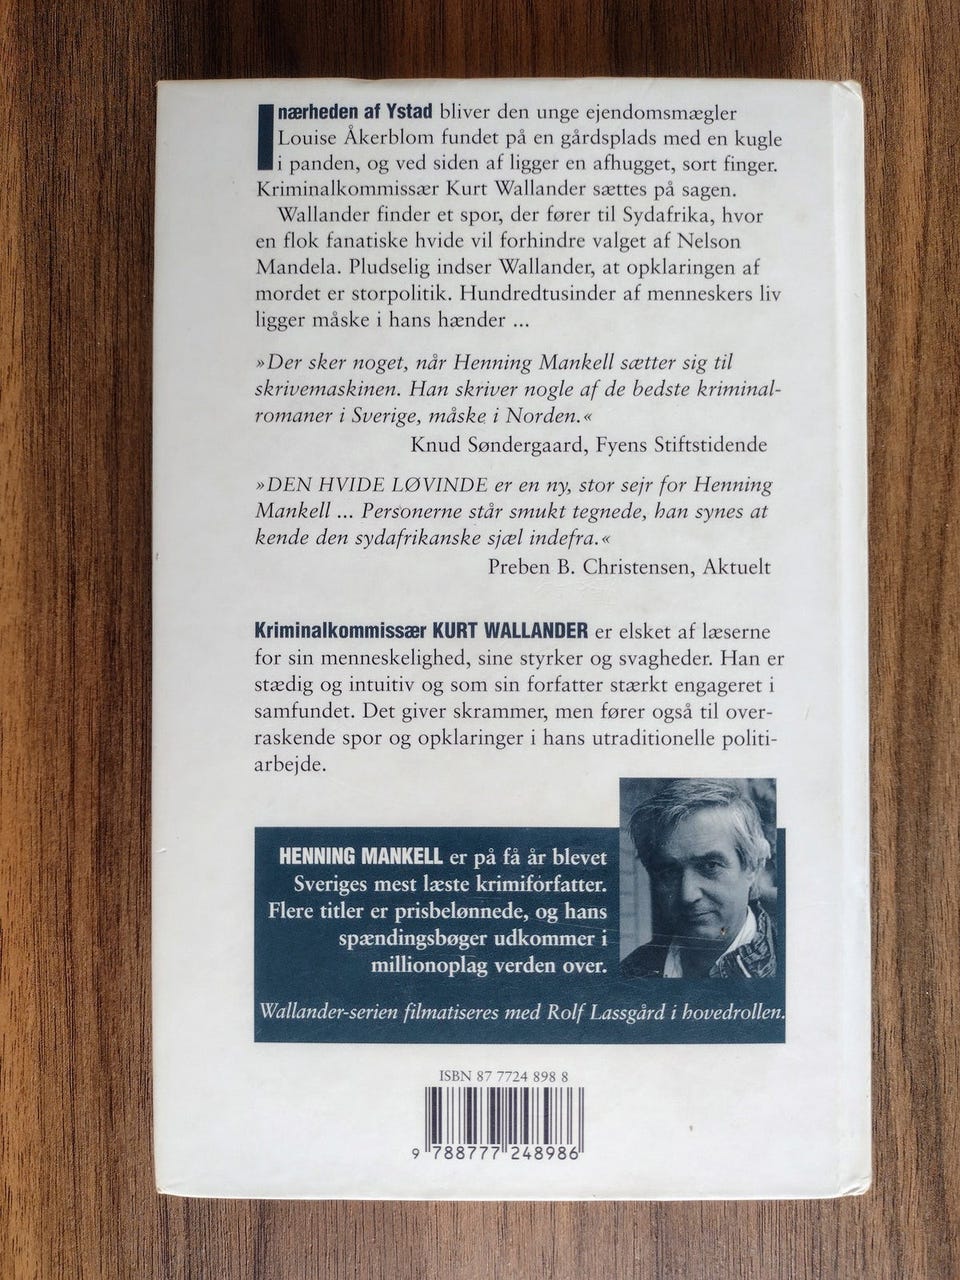 I nærheden af Ystad bliver den unge ejendomsmægler
Louise Åkerblom fundet på en gårdsplads med en kugle
i panden, og ved siden af ligger en afhugget, sort finger.
Kriminalkommissær Kurt Wallander sættes på sagen.
Wallander finder et spor, der fører til Sydafrika, hvor
en flok fanatiske hvide vil forhindre valget af Nelson
Mandela. Pludselig indser Wallander, at opklaringen af
mordet er storpolitik. Hundredtusinder af menneskers liv
ligger måske i hans hænder ...
»Der sker noget, når Henning Mankell sætter sig til
skrivemaskinen. Han skriver nogle af de bedste kriminal-
romaner i Sverige, måske i Norden.«
Knud Søndergaard, Fyens Stiftstidende
»DEN HVIDE LØVINDE er en ny, stor sejr for Henning
Mankell ... Personerne står smukt tegnede, han synes at
kende den sydafrikanske sjæl indefra.«
Preben B. Christensen, Aktuelt
Kriminalkommissær KURT WALLANDER er elsket af læserne
for sin menneskelighed, sine styrker og svagheder. Han er
stædig og intuitiv og som sin forfatter stærkt engageret i
samfundet. Det giver skrammer, men fører også til over-
raskende spor og opklaringer i hans utraditionelle politi-
arbejde.
HENNING MANKELL er på få år blevet
Sveriges mest læste krimiforfatter.
Flere titler er prisbelønnede, og hans
spændingsbøger udkommer i
millionoplag verden over.
Wallander-serien filmatiseres med Rolf Lassgård i hovedrollen.
ISBN 87 7724 898 8
9 788777 248986